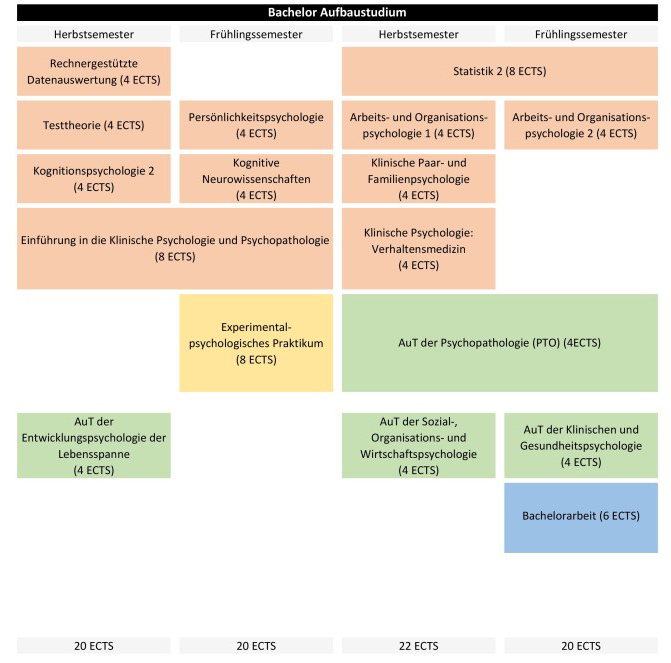 Bachelor Aufbaustudium
Herbstsemester
Frühlingssemester
Herbstsemester
Frühlingssemester
Rechnergestützte
Datenauswertung (4 ECTS)
Statistik 2 (8 ECTS)
Testtheorie (4 ECTS)
Persönlichkeitspsychologie
(4 ECTS)
Arbeits- und Organisations-
psychologie 1 (4 ECTS)
Arbeits- und Organisations-
psychologie 2 (4 ECTS)
Kognitionspsychologie 2
(4 ECTS)
Kognitive
Neurowissenschaften
(4 ECTS)
Klinische Paar- und
Familienpsychologie
(4 ECTS)
Einführung in die Klinische Psychologie und Psychopathologie
(8 ECTS)
Klinische Psychologie:
Verhaltensmedizin
(4 ECTS)
Experimental-
psychologisches Praktikum
(8 ECTS)
AuT der Psychopathologie (PTO) (4ECTS)
AuT der
Entwicklungspsychologie der
Lebensspanne
(4 ECTS)
AuT der Sozial-,
Organisations- und
Wirtschaftspsychologie
(4 ECTS)
AuT der Klinischen und
Gesundheitspsychologie
(4 ECTS)
Bachelorarbeit (6 ECTS)
20 ECTS
20 ECTS
22 ECTS
20 ECTS